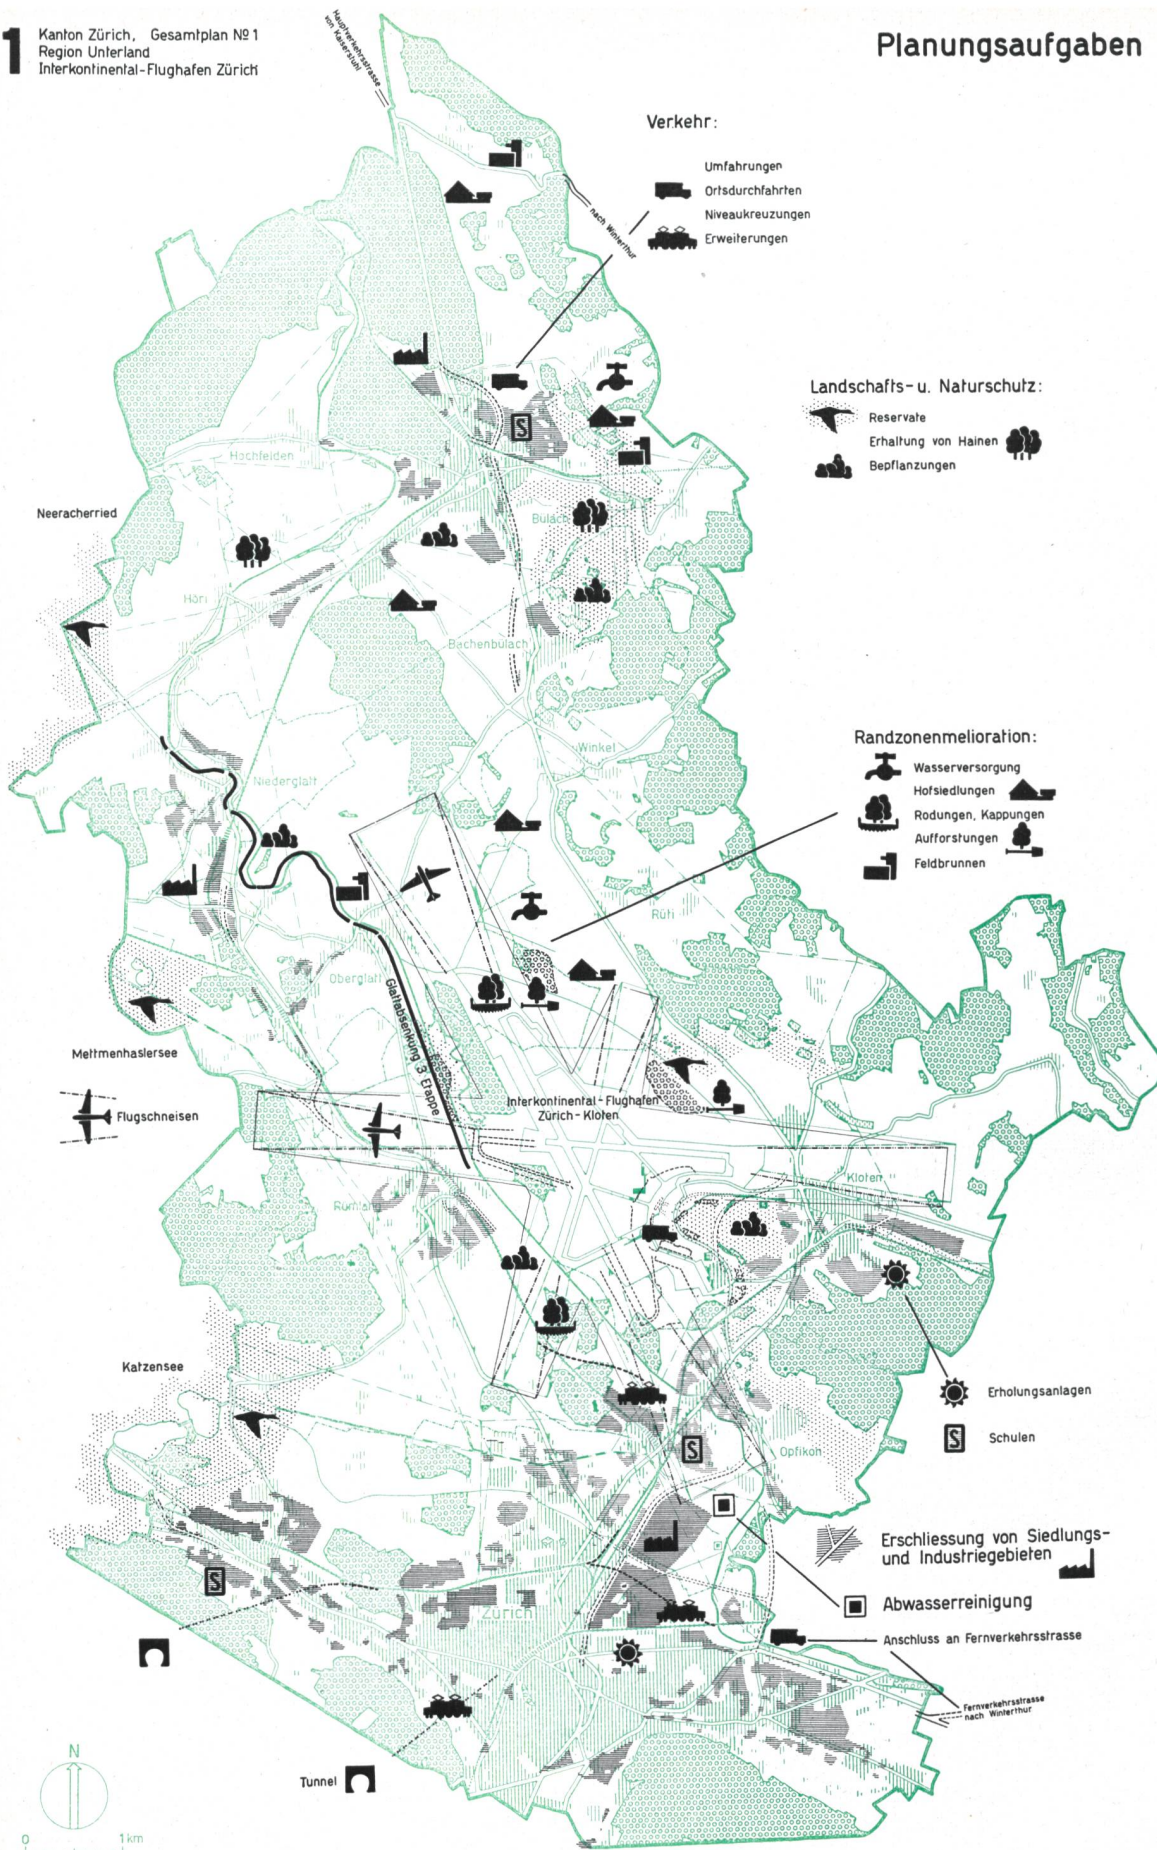 1
Kanton Zürich, Gesamtplan Nº 1
Region Unterland
Interkontinental-Flughafen Zürich
Planungsaufgaben
Hauptverkehrsstrasse
von Kaiserstuhl
Verkehr:
Umfahrungen
Ortsdurchfahrten
Niveaukreuzungen
Erweiterungen
nach Winterthur
Landschafts- u. Naturschutz:
Reservate
Erhaltung von Hainen
Bepflanzungen
S
Hochfelden
Neeracherried
Bülach
Höri
Bachenbülach
Winkel
Niederglatt
Randzonenmelioration:
Wasserversorgung
Hofsiedlungen
Rodungen, Kappungen
Aufforstungen
Feldbrunnen
Rüti
Oberglatt
Glattabsenkung 3. Etappe
Mettmenhaslersee
Flugschneisen
Interkontinental-Flughafen
Zürich-Kloten
Kloten
Rümlang
Katzensee
Erholungsanlagen
S
Schulen
S
Opfikon
Erschliessung von Siedlungs-
und Industriegebieten
S
Zürich
Abwasserreinigung
Anschluss an Fernverkehrsstrasse
Fernverkehrsstrasse
nach Winterthur
Tunnel
N
0 1 km